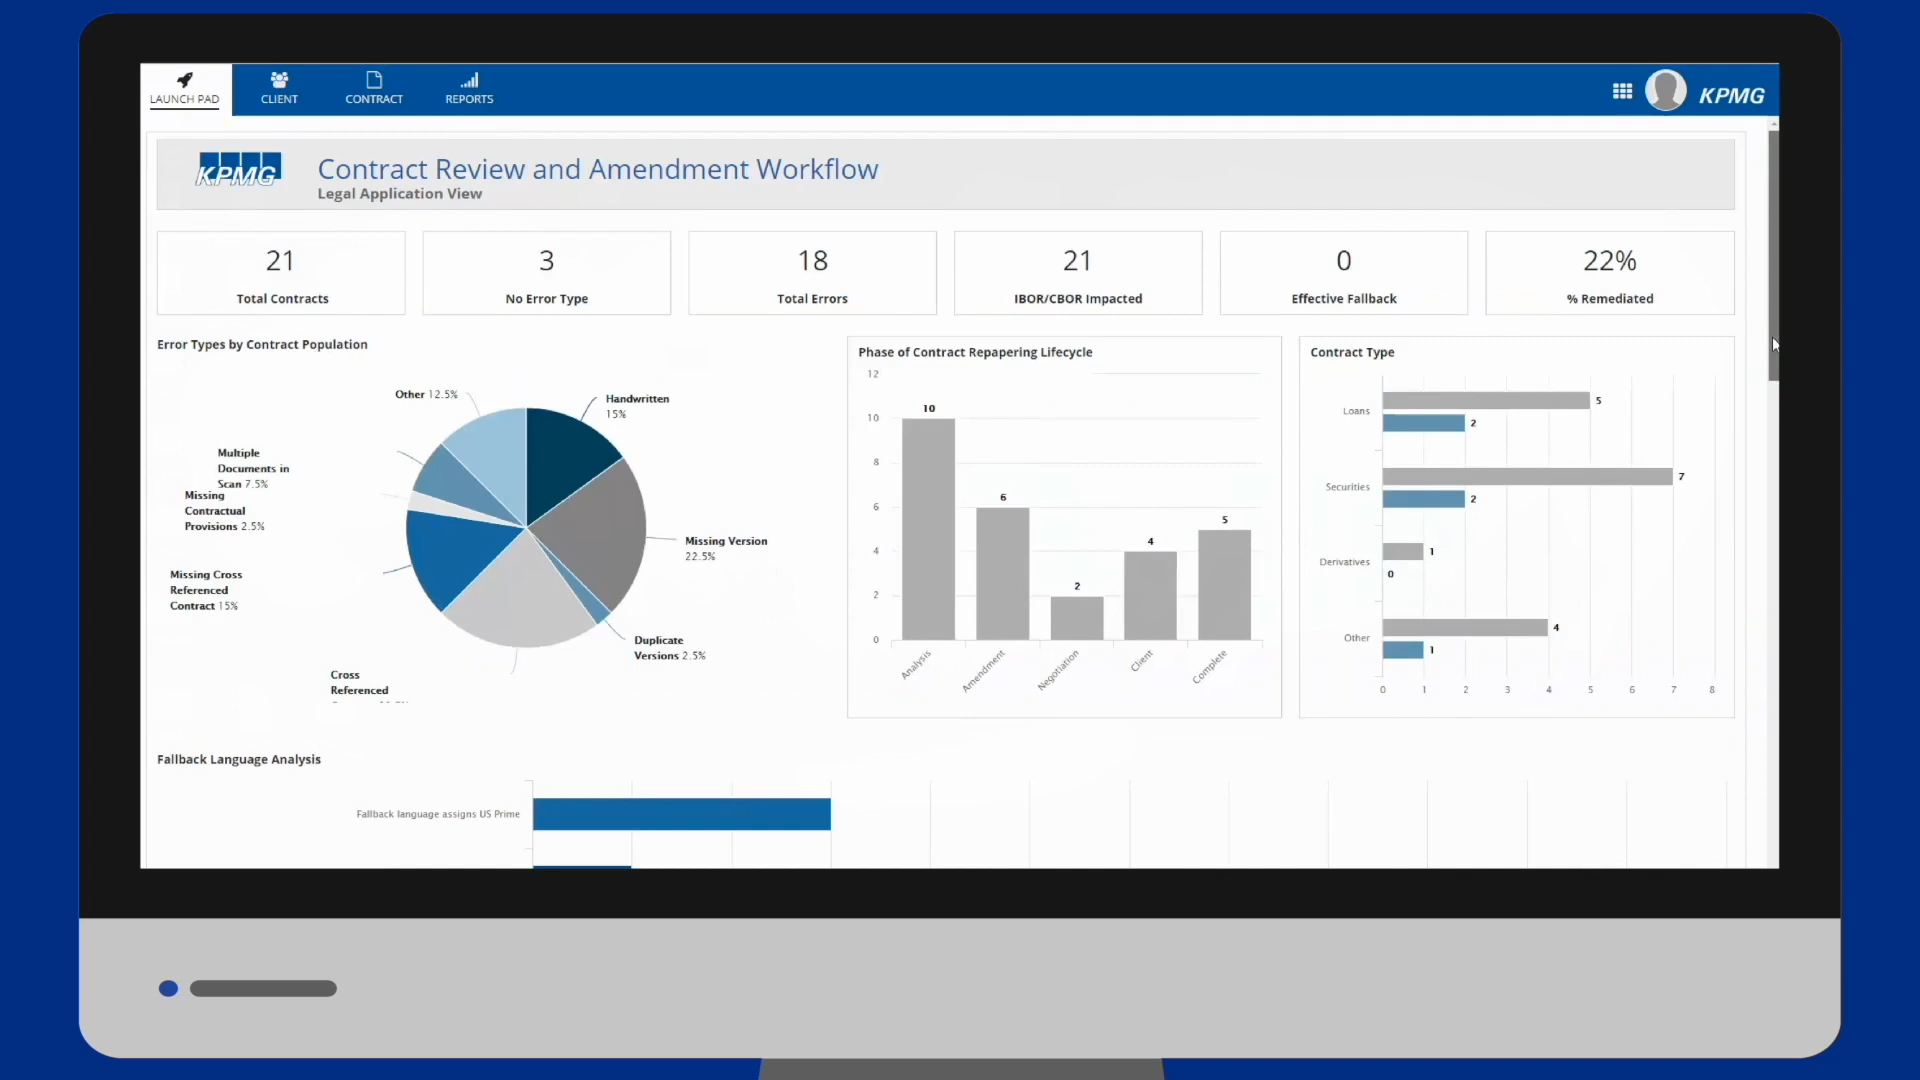 LAUNCH PAD
CLIENT
CONTRACT
REPORTS
KPMG
KPMG
Contract Review and Amendment Workflow
Legal Application View
21
Total Contracts
3
No Error Type
18
Total Errors
21
IBOR/CBOR Impacted
0
Effective Fallback
22%
% Remediated
Error Types by Contract Population
Other 12.5%
Handwritten
15%
Multiple
Documents in
Scan 7.5%
Missing
Contractual
Provisions 2.5%
Missing Version
22.5%
Missing Cross
Referenced
Contract 15%
Duplicate
Versions 2.5%
Cross
Referenced
Phase of Contract Repapering Lifecycle
12
10
8
6
4
2
0
10
6
2
4
5
Analysis
Amendment
Negotiation
Client
Complete
Contract Type
Loans
5
2
Securities
7
2
Derivatives
1
0
Other
4
1
0 1 2 3 4 5 6 7 8
Fallback Language Analysis
Fallback language assigns US Prime